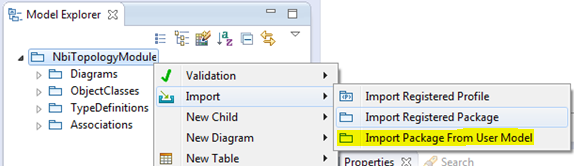 Model Explorer
NbiTopologyModule
Diagrams
ObjectClasses
TypeDefinitions
Associations
Validation
Import
New Child
New Diagram
New Table
Import Registered Profile
Import Registered Package
Import Package From User Model
Properties
Search